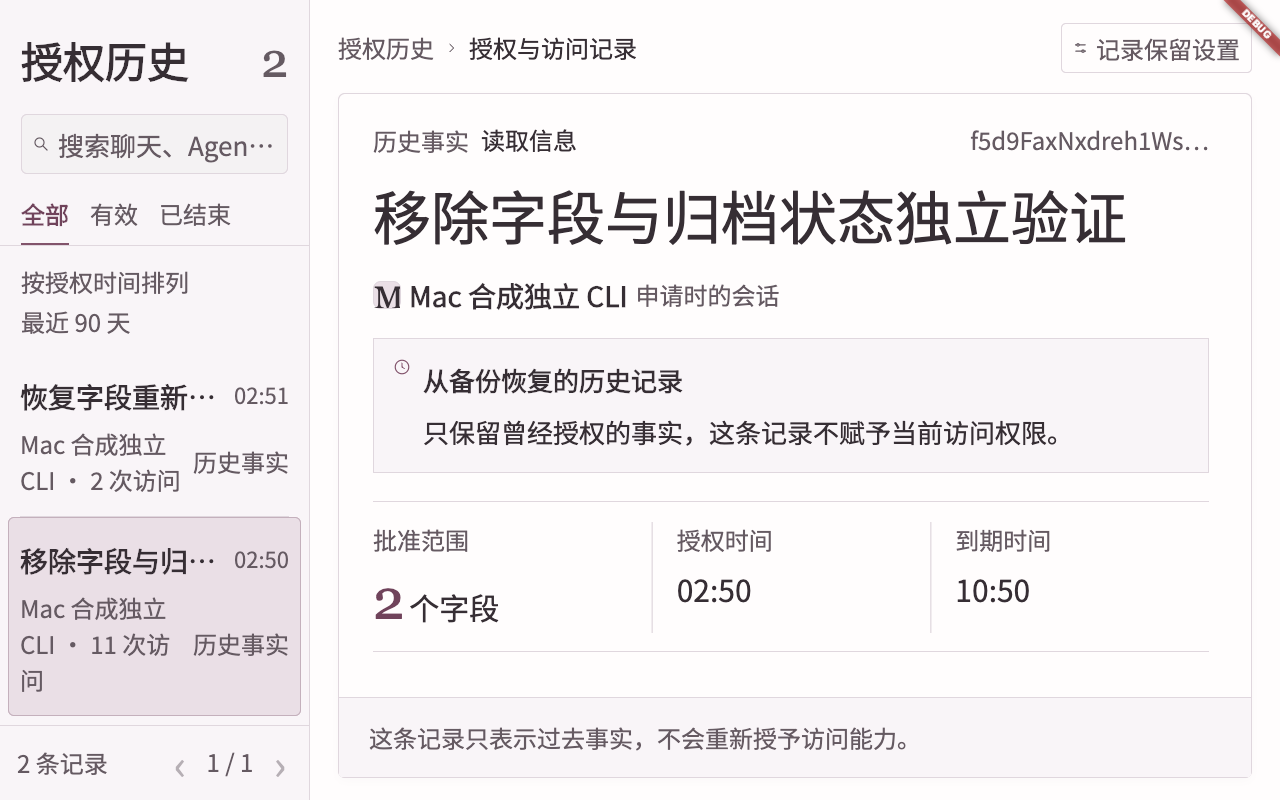 授权历史 2
搜索聊天、Agen…
全部 有效 已结束
按授权时间排列
最近 90 天
恢复字段重新… 02:51
Mac 合成独立
CLI · 2 次访问 历史事实
移除字段与归… 02:50
Mac 合成独立
CLI · 11 次访
问 历史事实
2 条记录 ‹ 1 / 1 ›
授权历史 › 授权与访问记录
记录保留设置
DEBUG
历史事实 读取信息 f5d9FaxNxdreh1Ws…
移除字段与归档状态独立验证
M Mac 合成独立 CLI 申请时的会话
从备份恢复的历史记录
只保留曾经授权的事实，这条记录不赋予当前访问权限。
批准范围 授权时间 到期时间
2 个字段 02:50 10:50
这条记录只表示过去事实，不会重新授予访问能力。